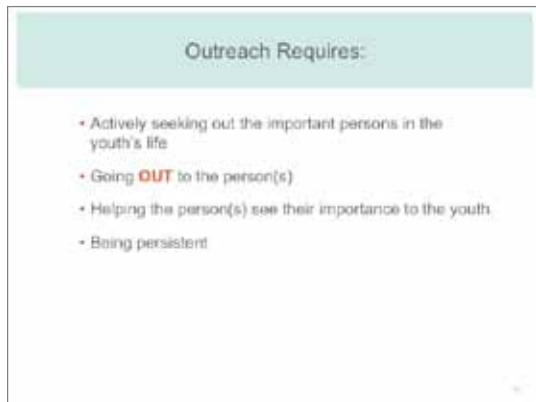 Outreach Requires:
• Actively seeking out the important persons in the
youth's life
• Going OUT to the person(s)
• Helping the person(s) see their importance to the youth
• Being persistent